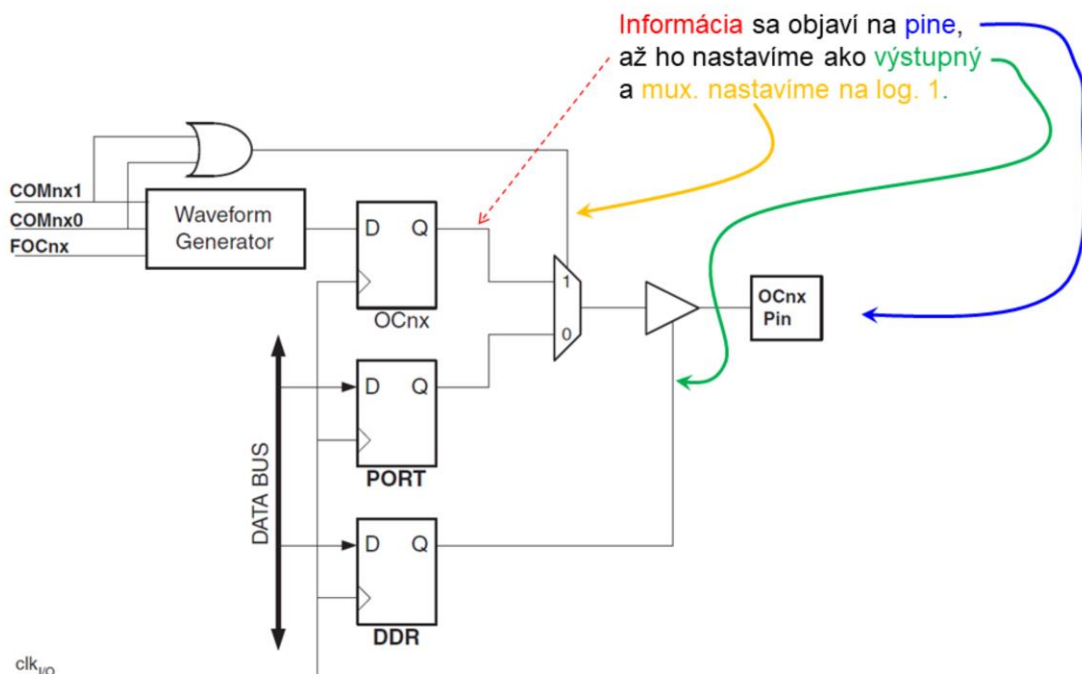 Informácia sa objaví na pine,
až ho nastavíme ako výstupný
a mux. nastavíme na log. 1.
COMnx1
COMnx0
FOCnx
Waveform
Generator
D Q
OCnx
1
0
OCnx
Pin
DATA BUS
D Q
PORT
D Q
DDR
clkI/O